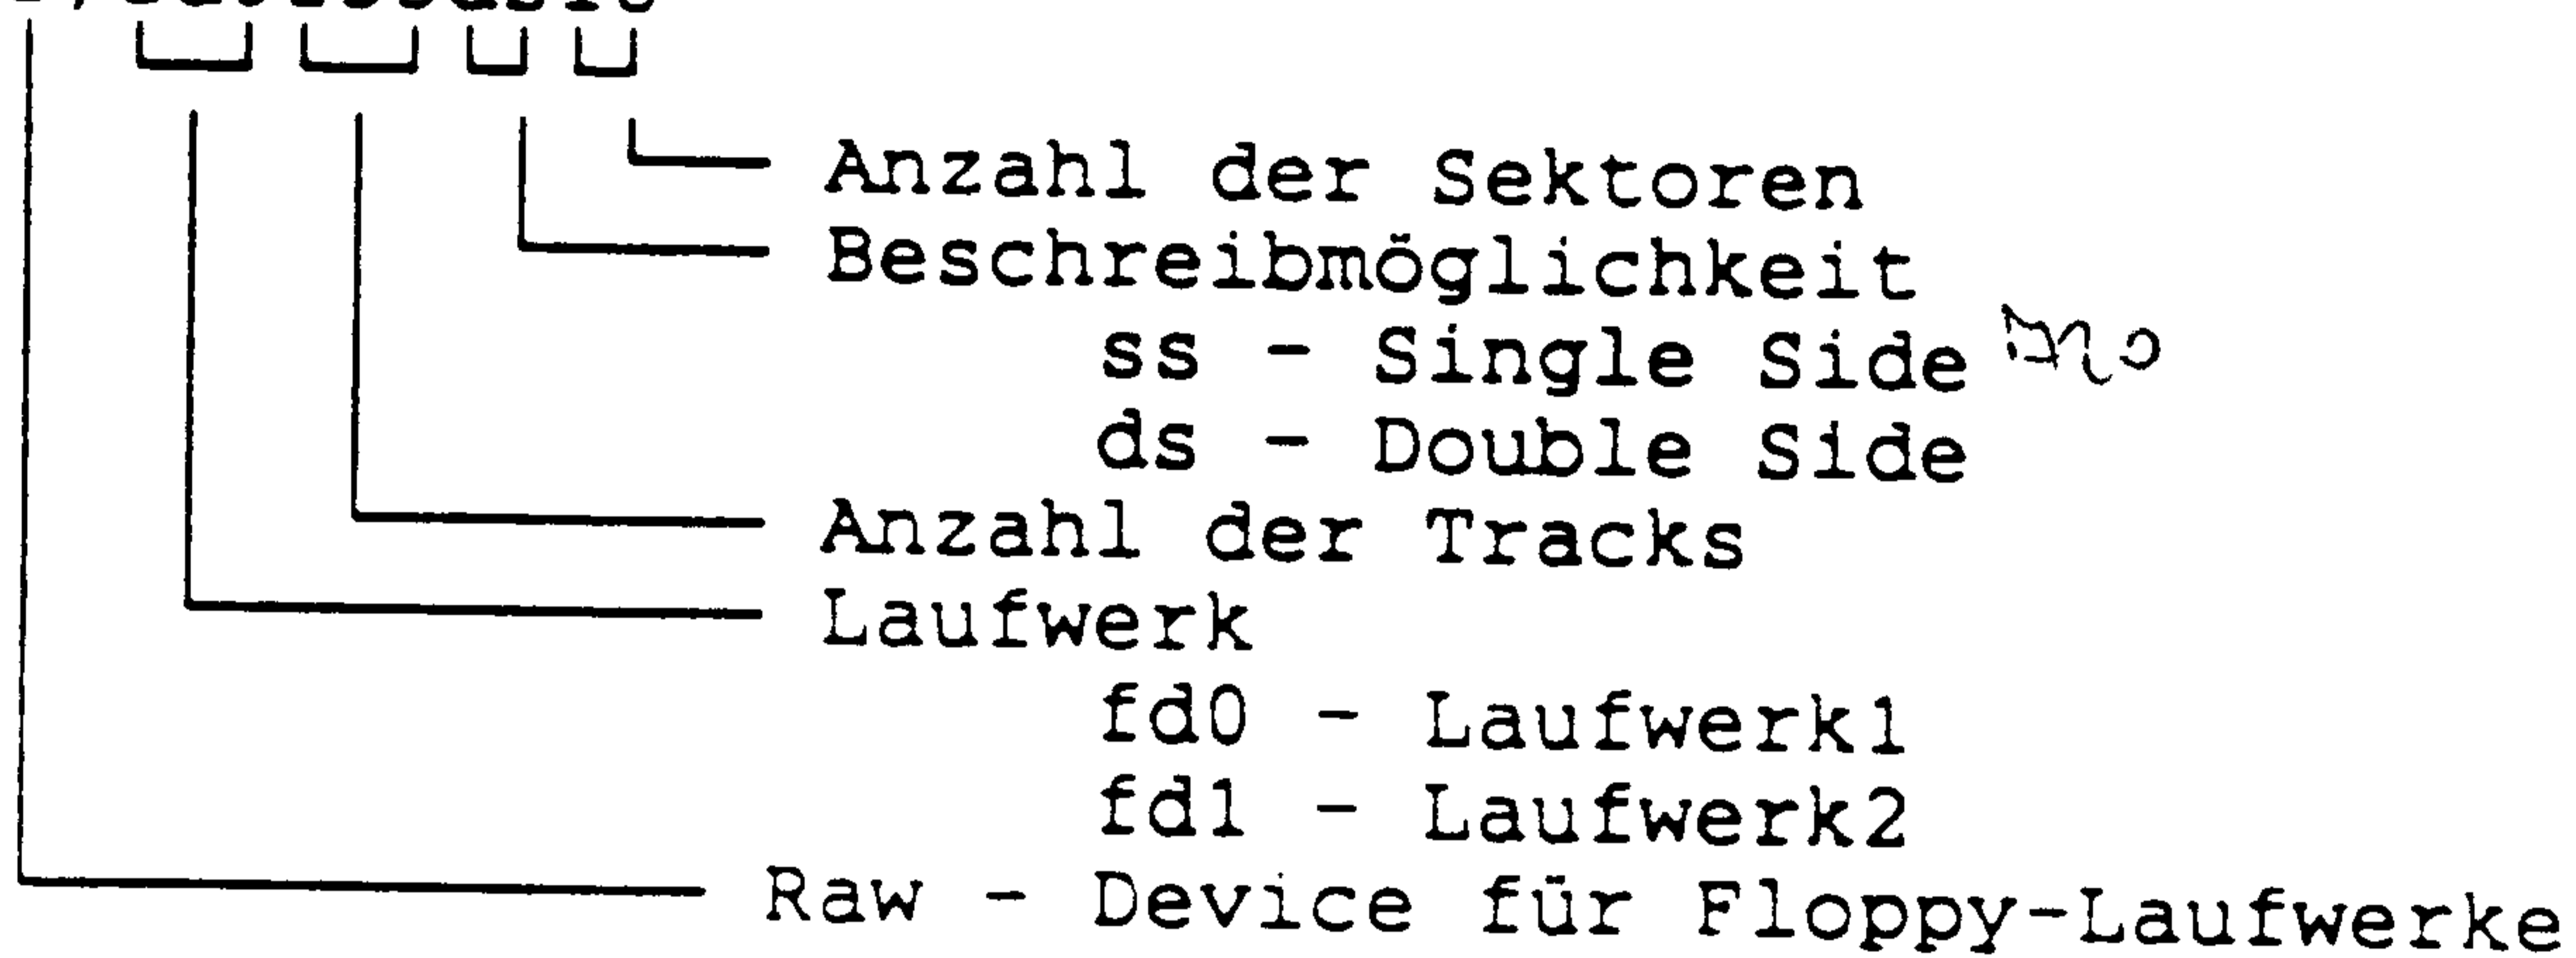 Anzahl der Sektoren
Beschreibmöglichkeit
ss - Single Side
ds - Double Side
Anzahl der Tracks
Laufwerk
fd0 - Laufwerk1
fd1 - Laufwerk2
Raw - Device für Floppy-Laufwerke